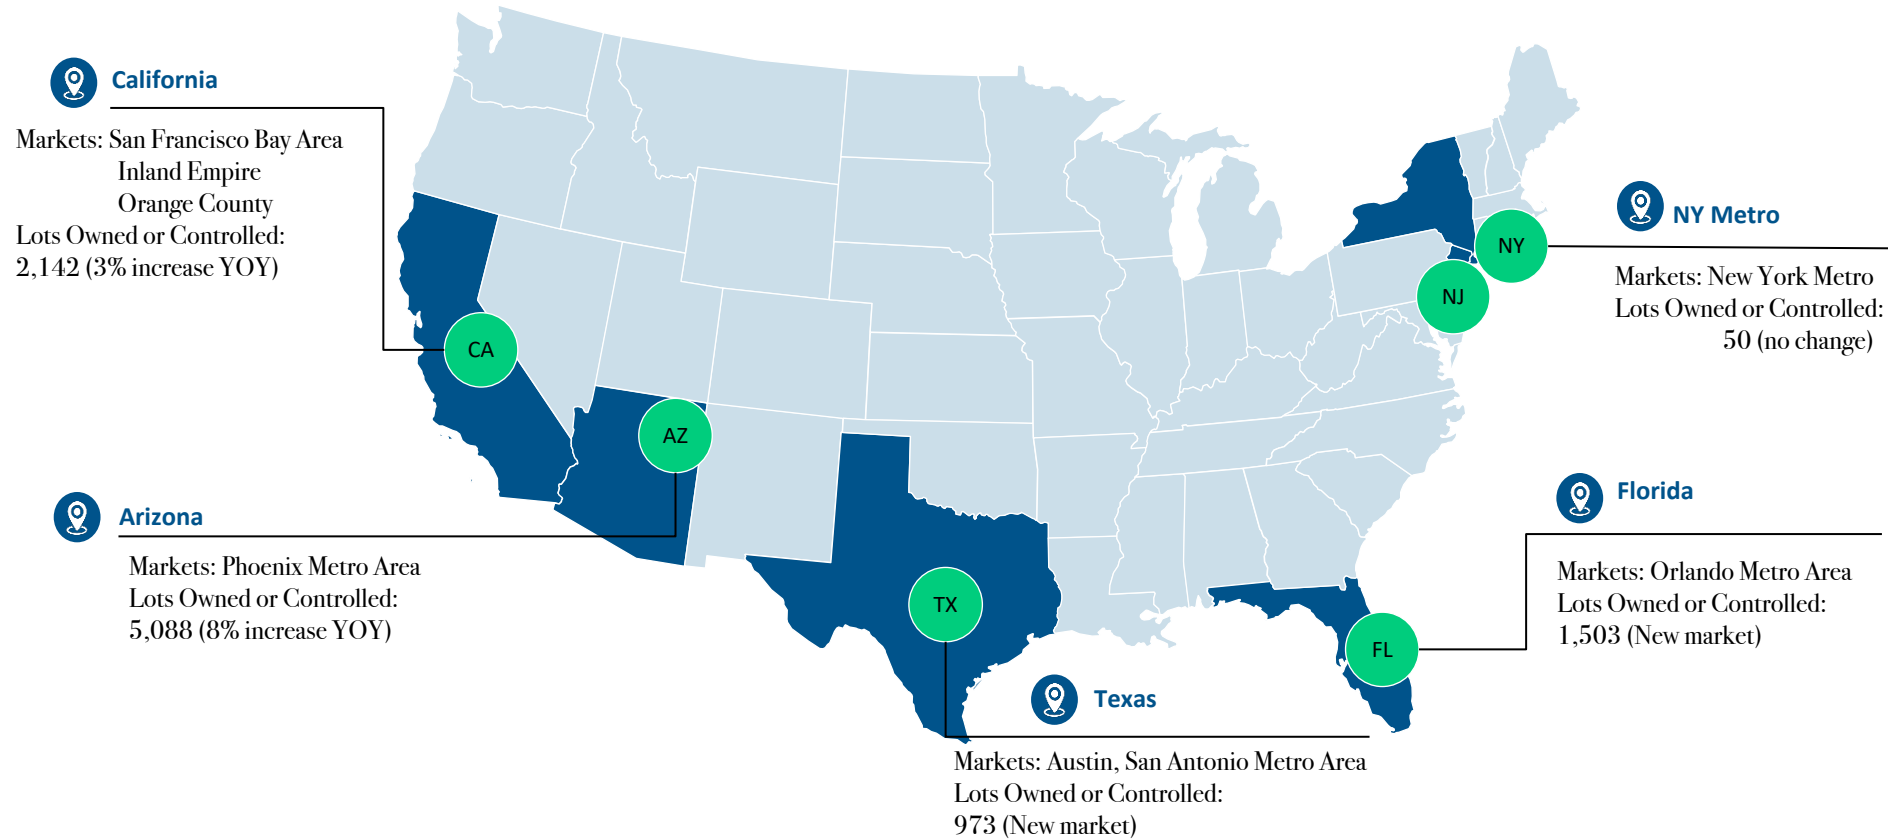 California
Markets: San Francisco Bay Area
Inland Empire
Orange County
Lots Owned or Controlled:
2,142 (3% increase YOY)
CA
Arizona
Markets: Phoenix Metro Area
Lots Owned or Controlled:
5,088 (8% increase YOY)
AZ
TX
Texas
Markets: Austin, San Antonio Metro Area
Lots Owned or Controlled:
973 (New market)
NY
NJ
NY Metro
Markets: New York Metro
Lots Owned or Controlled:
50 (no change)
Florida
Markets: Orlando Metro Area
Lots Owned or Controlled:
1,503 (New market)
FL